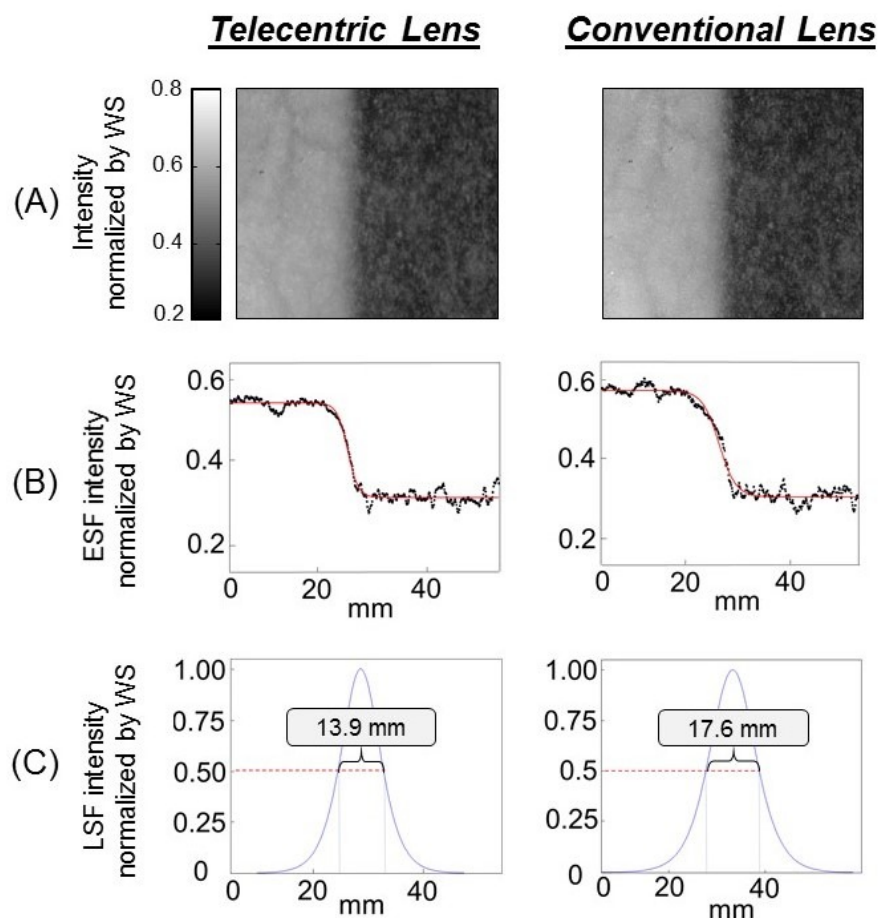 Telecentric Lens
Conventional Lens
(A)
Intensity
normalized by WS
0.8
0.6
0.4
0.2
(B)
ESF intensity
normalized by WS
0.6
0.4
0.2
0
20
40
mm
0.6
0.4
0.2
0
20
40
mm
(C)
LSF intensity
normalized by WS
1.00
0.75
0.50
0.25
0
13.9 mm
0
20
40
mm
1.00
0.75
0.5
0.25
0
17.6 mm
0
20
40
mm